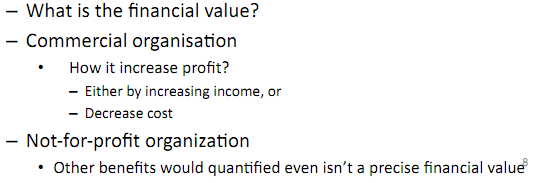 – What is the financial value?
– Commercial organisation
• How it increase profit?
– Either by increasing income, or
– Decrease cost
– Not-for-profit organization
• Other benefits would quantified even isn't a precise financial value
8